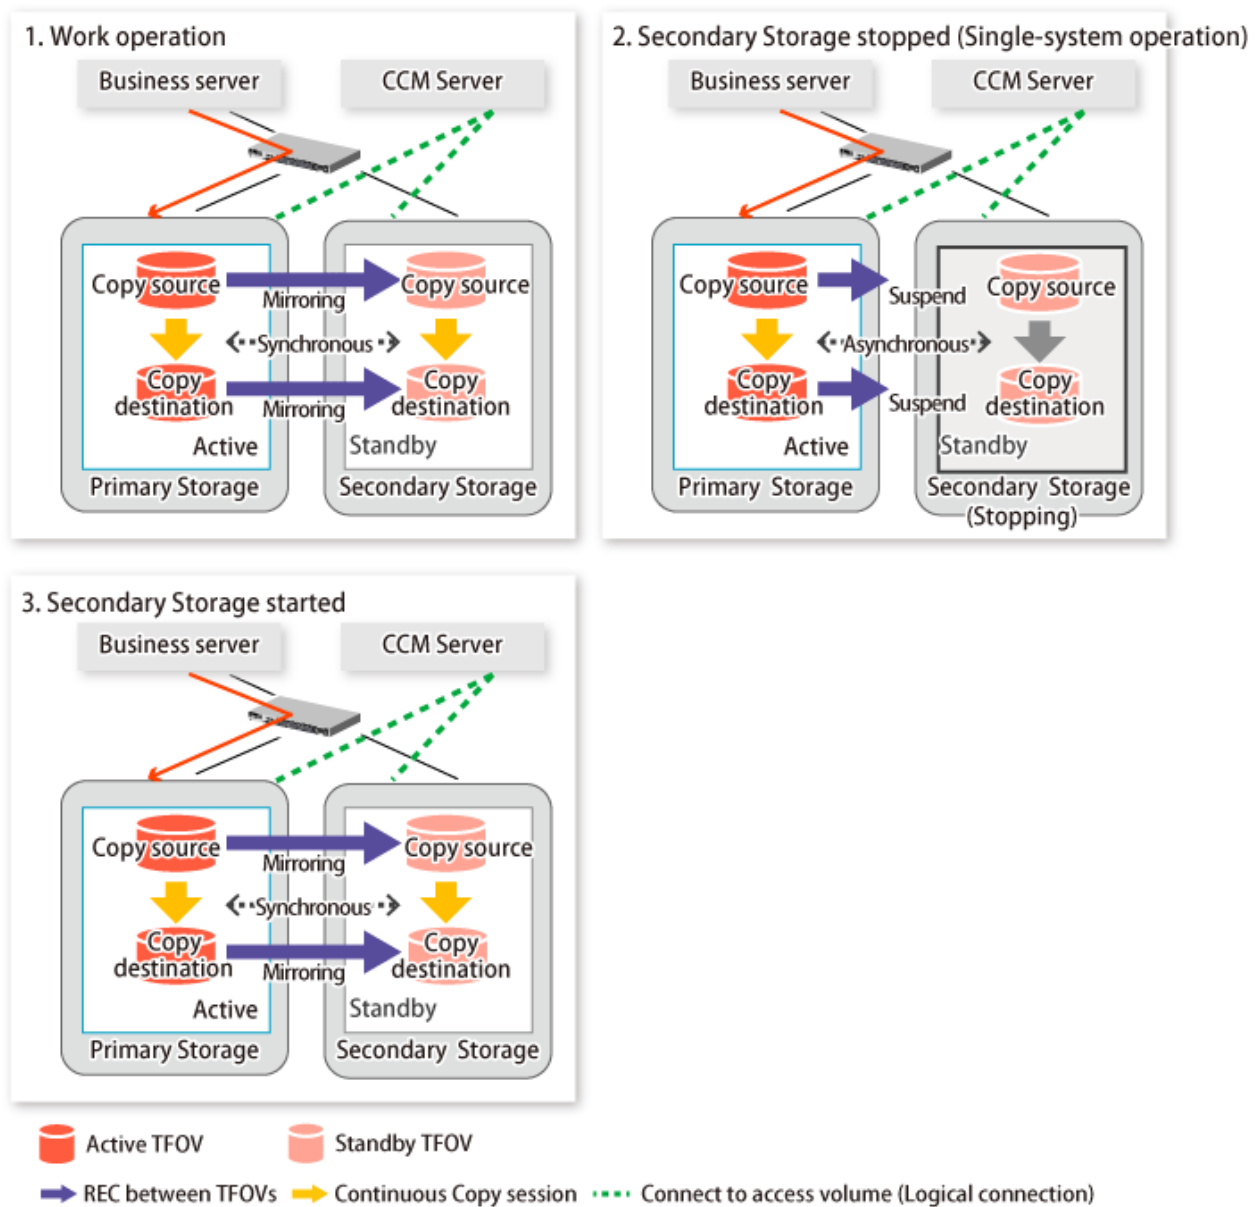 1. Work operation
Business server
CCM Server
Copy source
Mirroring
Copy source
Synchronous
Copy
destination
Mirroring
Copy
destination
Active
Standby
Primary Storage
Secondary Storage
2. Secondary Storage stopped (Single-system operation)
Business server
CCM Server
Copy source
Suspend
Copy source
Asynchronous
Copy
destination
Suspend
Copy
destination
Active
Standby
Primary Storage
Secondary Storage
(Stopping)
3. Secondary Storage started
Business server
CCM Server
Copy source
Mirroring
Copy source
Synchronous
Copy
destination
Mirroring
Copy
destination
Active
Standby
Primary Storage
Secondary Storage
Active TFOV
Standby TFOV
REC between TFOVs
Continuous Copy session
Connect to access volume (Logical connection)